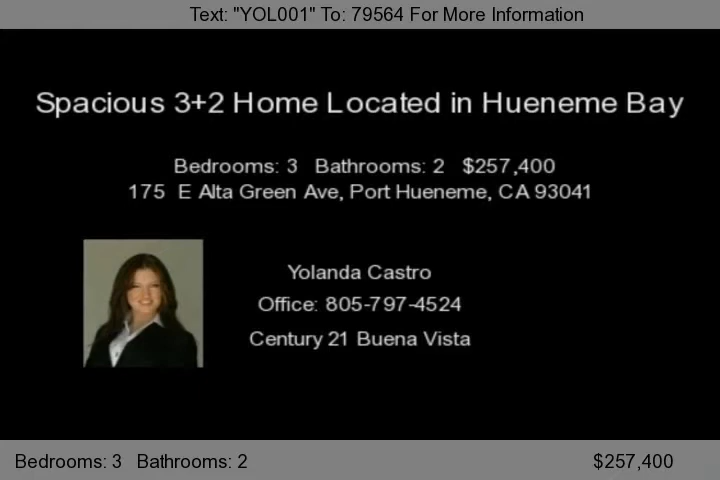 Text: "YOL001" To: 79564 For More Information
Spacious 3+2 Home Located in Hueneme Bay
Bedrooms: 3 Bathrooms: 2 $257,400
175 E Alta Green Ave, Port Hueneme, CA 93041
Yolanda Castro
Office: 805-797-4524
Century 21 Buena Vista
Bedrooms: 3 Bathrooms: 2 $257,400